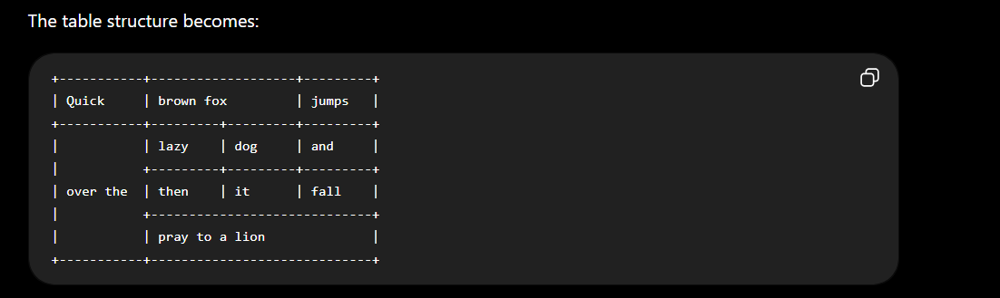 The table structure becomes:
+-----------+-------------------+---------+
| Quick     | brown fox         | jumps   |
+-----------+---------+---------+---------+
|           | lazy    | dog     | and     |
|           +---------+---------+---------+
| over the  | then    | it      | fall    |
|           +-----------------------------+
|           | pray to a lion              |
+-----------+-----------------------------+